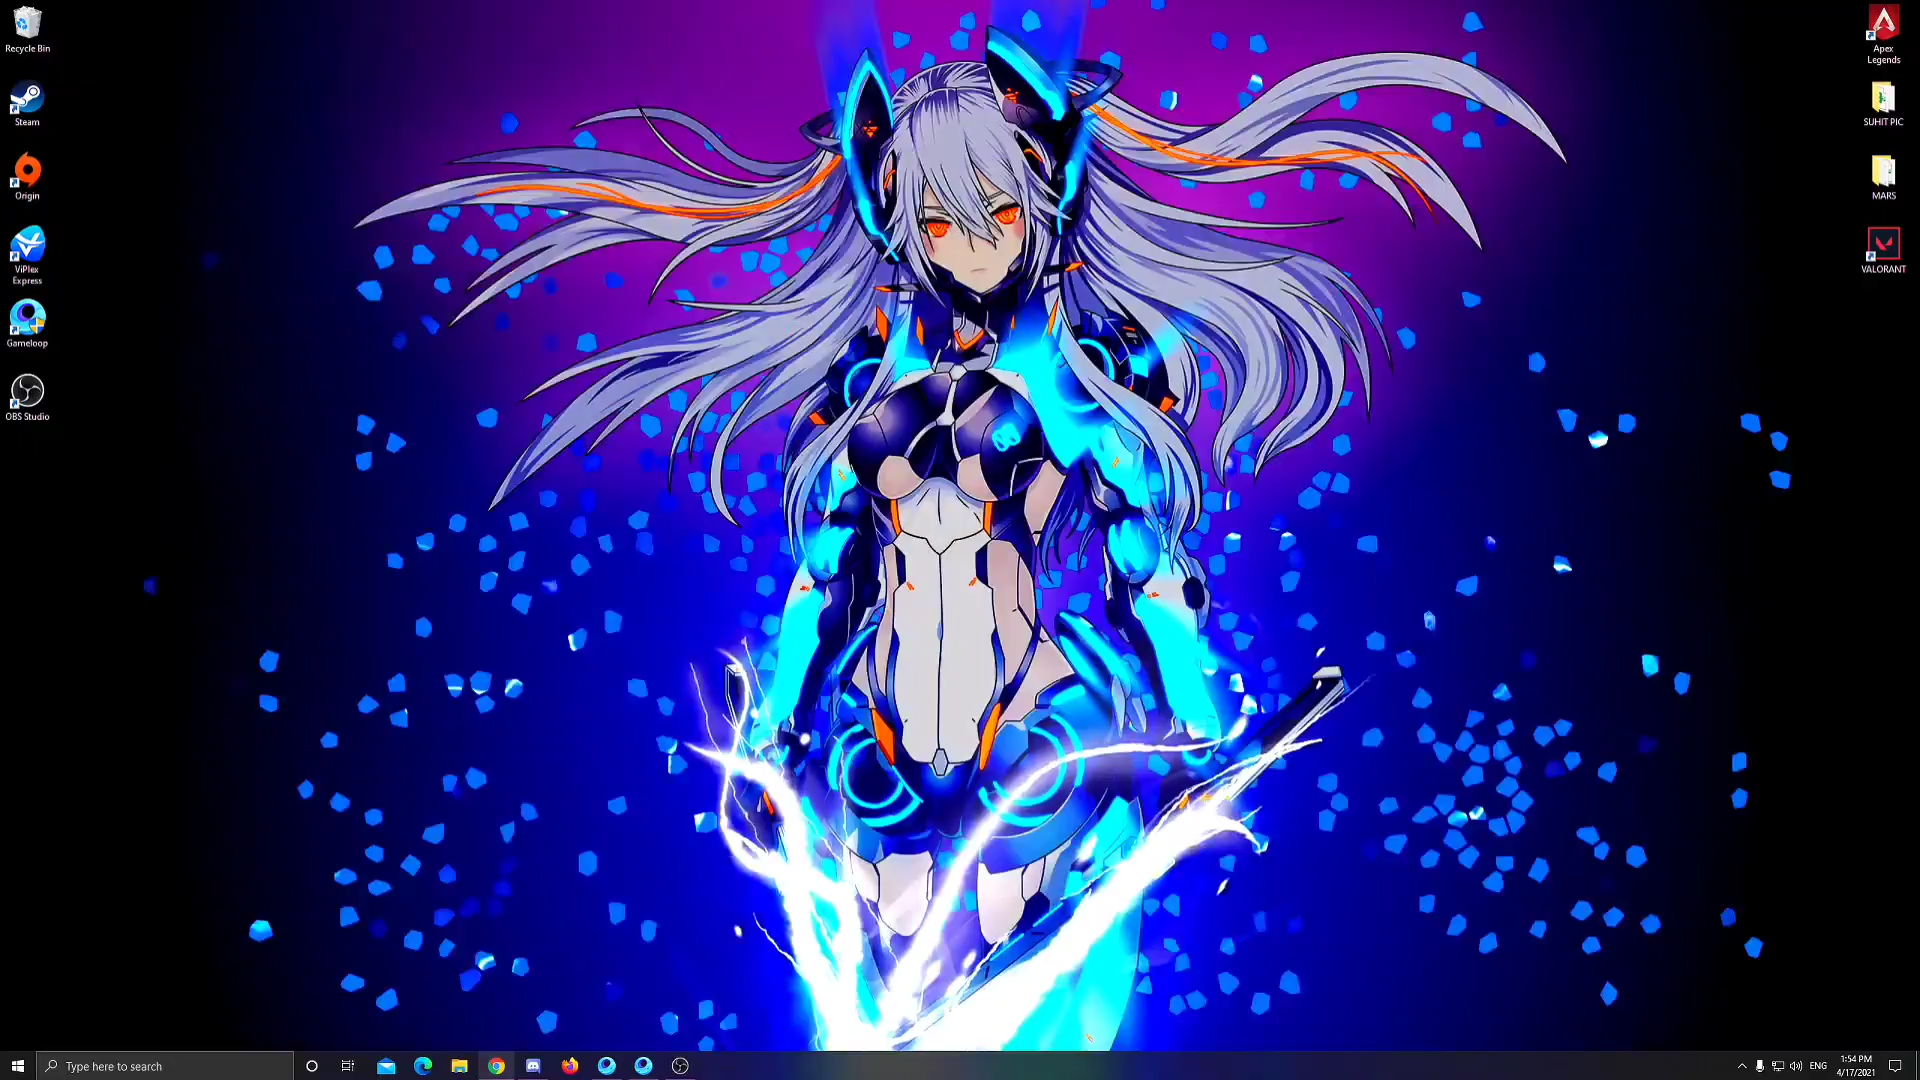 Recycle Bin
Steam
Origin
ViPlex
Express
Gameloop
OBS Studio
Apex
Legends
SUHIT PIC
MARS
VALORANT
Type here to search
ENG
1:54 PM
4/17/2021